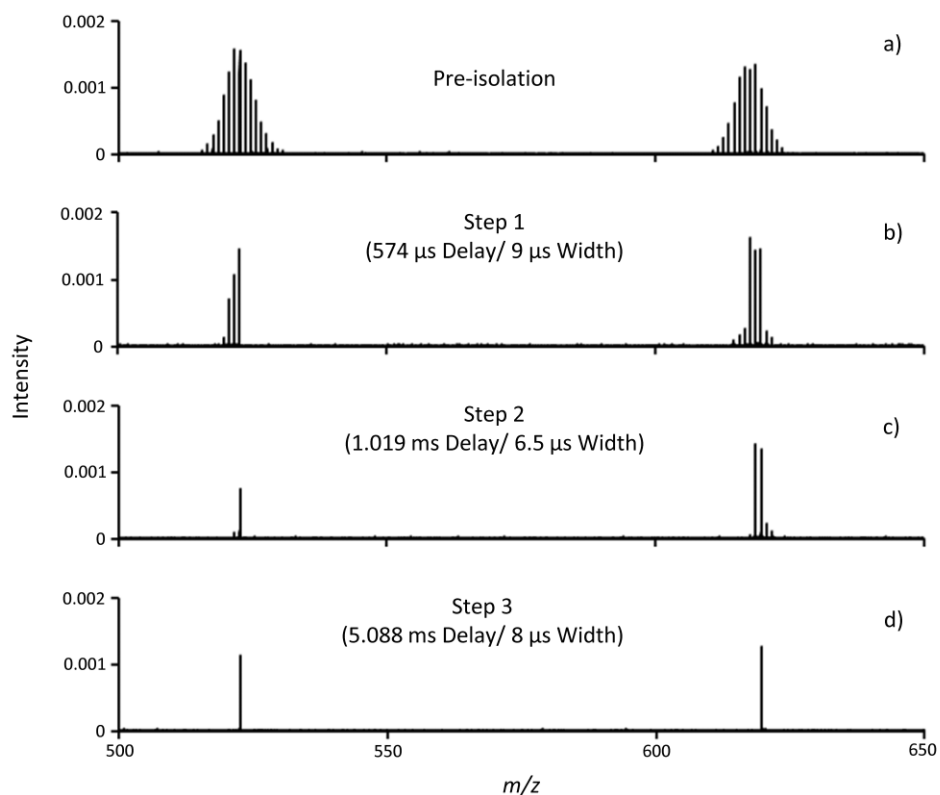 0.002
a)
Pre-isolation
0.001
0
0.002
Step 1
b)
(574 µs Delay/ 9 µs Width)
0.001
0
Intensity
0.002
Step 2
c)
(1.019 ms Delay/ 6.5 µs Width)
0.001
0
0.002
Step 3
d)
(5.088 ms Delay/ 8 µs Width)
0.001
0
500 550 600 650
m/z